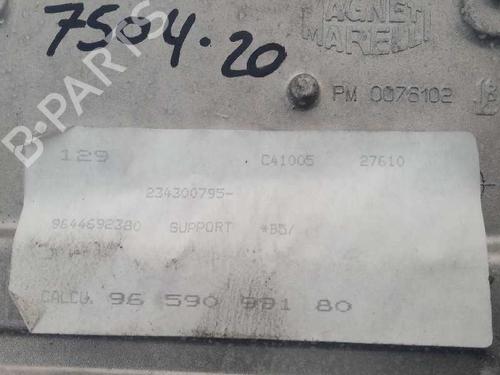 7504.20
MAGNETI
MARELLI
PM 0076102
B-PARTS
129 C41005 27610
234300795-
9644692380 SUPPORT *B5/
CALCU. 96 590 991 80